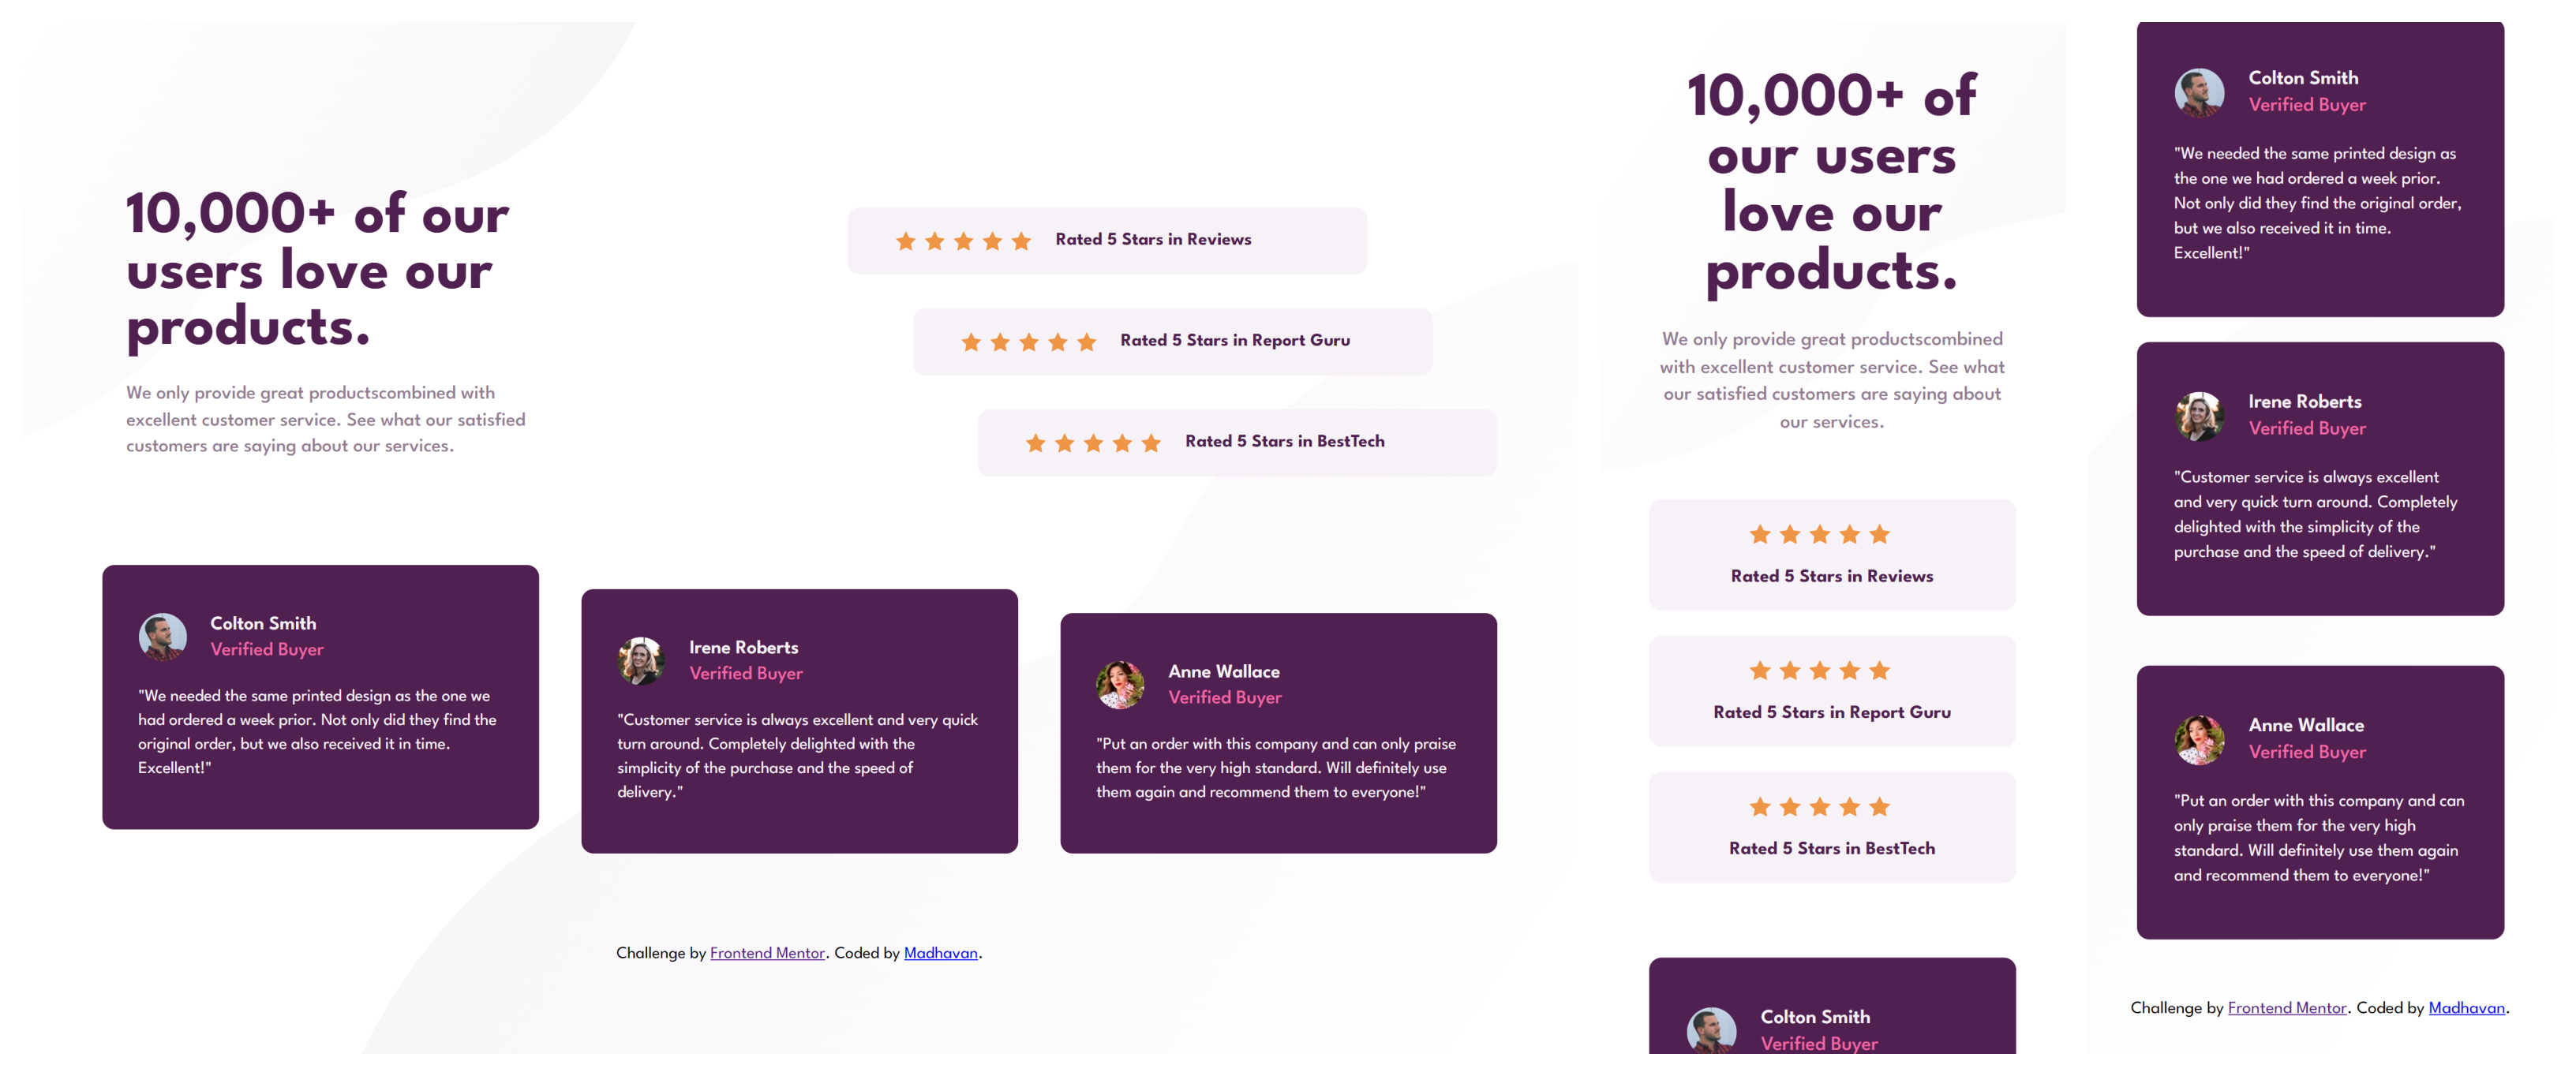 10,000+ of our
users love our
products.
We only provide great productscombined with
excellent customer service. See what our satisfied
customers are saying about our services.
Rated 5 Stars in Reviews
Rated 5 Stars in Report Guru
Rated 5 Stars in BestTech
Colton Smith
Verified Buyer
"We needed the same printed design as the one we
had ordered a week prior. Not only did they find the
original order, but we also received it in time.
Excellent!"
Irene Roberts
Verified Buyer
"Customer service is always excellent and very quick
turn around. Completely delighted with the
simplicity of the purchase and the speed of
delivery."
Anne Wallace
Verified Buyer
"Put an order with this company and can only praise
them for the very high standard. Will definitely use
them again and recommend them to everyone!"
Challenge by Frontend Mentor. Coded by Madhavan.
10,000+ of
our users
love our
products.
We only provide great productscombined
with excellent customer service. See what
our satisfied customers are saying about
our services.
Rated 5 Stars in Reviews
Rated 5 Stars in Report Guru
Rated 5 Stars in BestTech
Colton Smith
Verified Buyer
Colton Smith
Verified Buyer
"We needed the same printed design as
the one we had ordered a week prior.
Not only did they find the original order,
but we also received it in time.
Excellent!"
Irene Roberts
Verified Buyer
"Customer service is always excellent
and very quick turn around. Completely
delighted with the simplicity of the
purchase and the speed of delivery."
Anne Wallace
Verified Buyer
"Put an order with this company and can
only praise them for the very high
standard. Will definitely use them again
and recommend them to everyone!"
Challenge by Frontend Mentor. Coded by Madhavan.